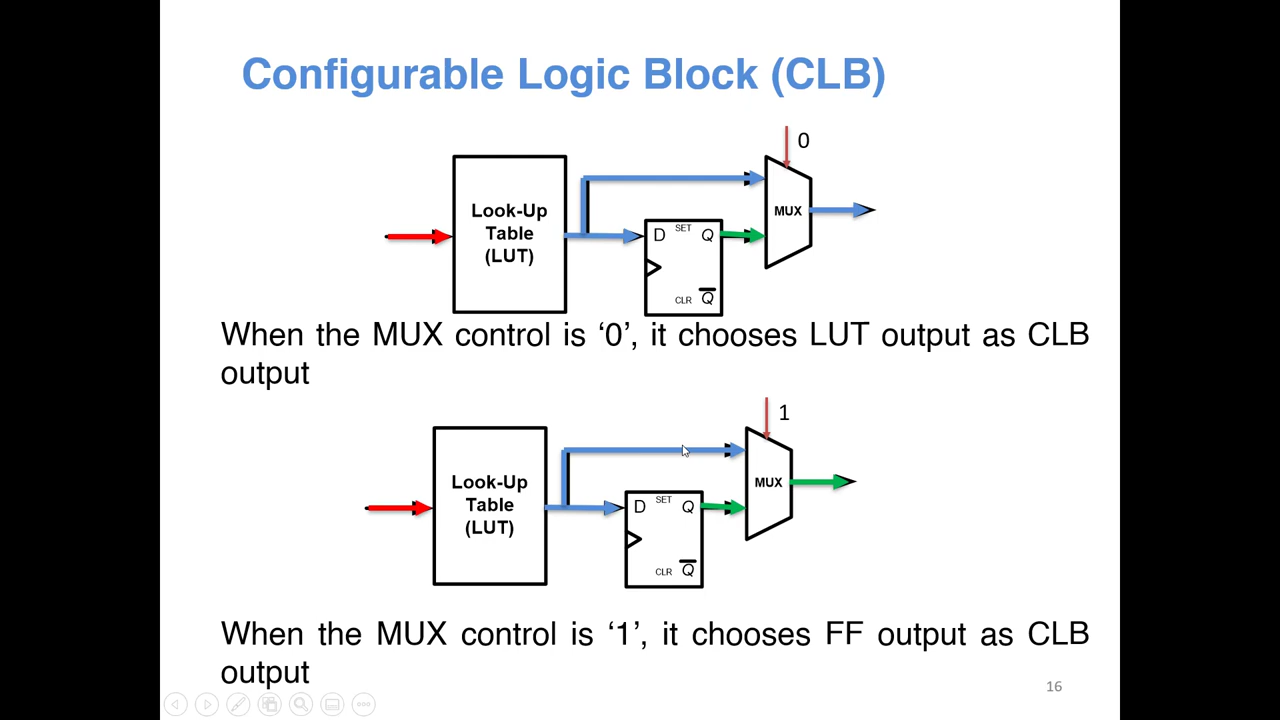 Configurable Logic Block (CLB)
0
Look-Up
Table
(LUT)
D SET Q
CLR Q̅
MUX
When the MUX control is ‘0’, it chooses LUT output as CLB
output
1
Look-Up
Table
(LUT)
D SET Q
CLR Q̅
MUX
When the MUX control is ‘1’, it chooses FF output as CLB
output
16